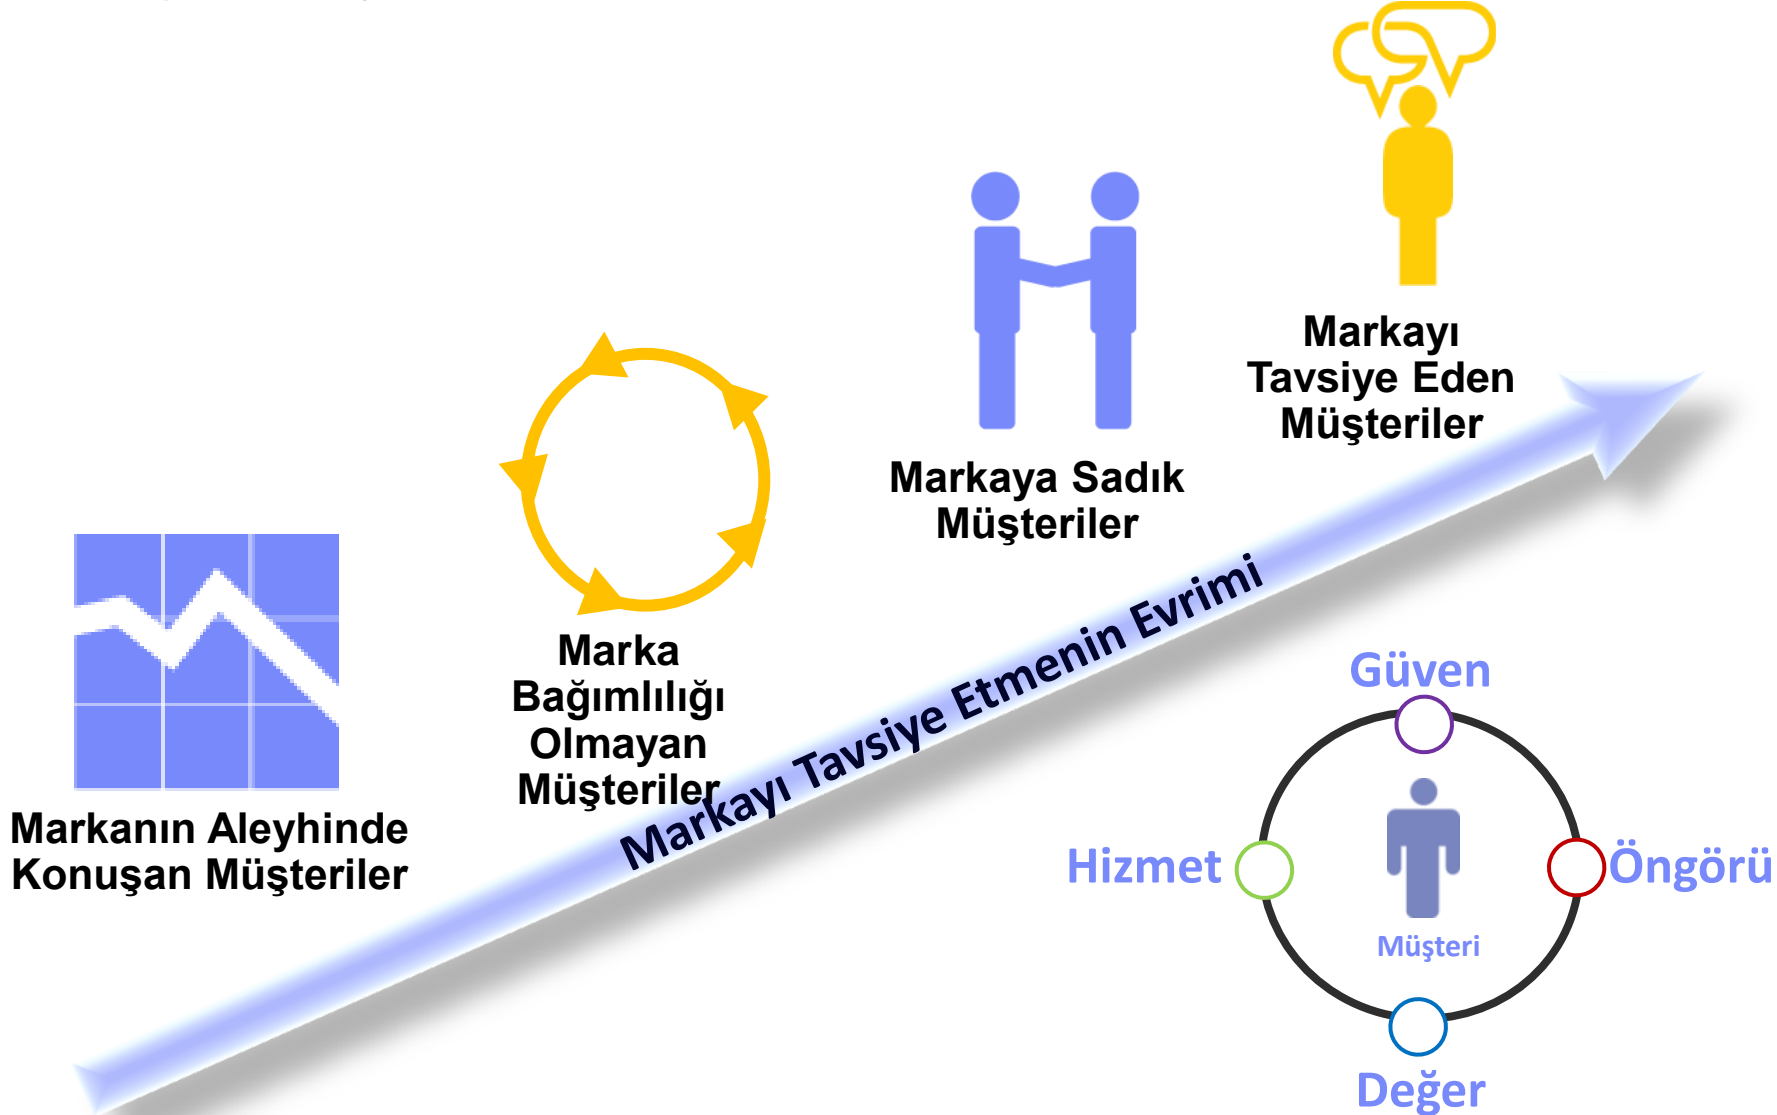 Markayı
Tavsiye Eden
Müşteriler
Markaya Sadık
Müşteriler
Marka
Bağımlılığı
Olmayan
Müşteriler
Markanın Aleyhinde
Konuşan Müşteriler
Markayı Tavsiye Etmenin Evrimi
Güven
Hizmet
Öngörü
Müşteri
Değer